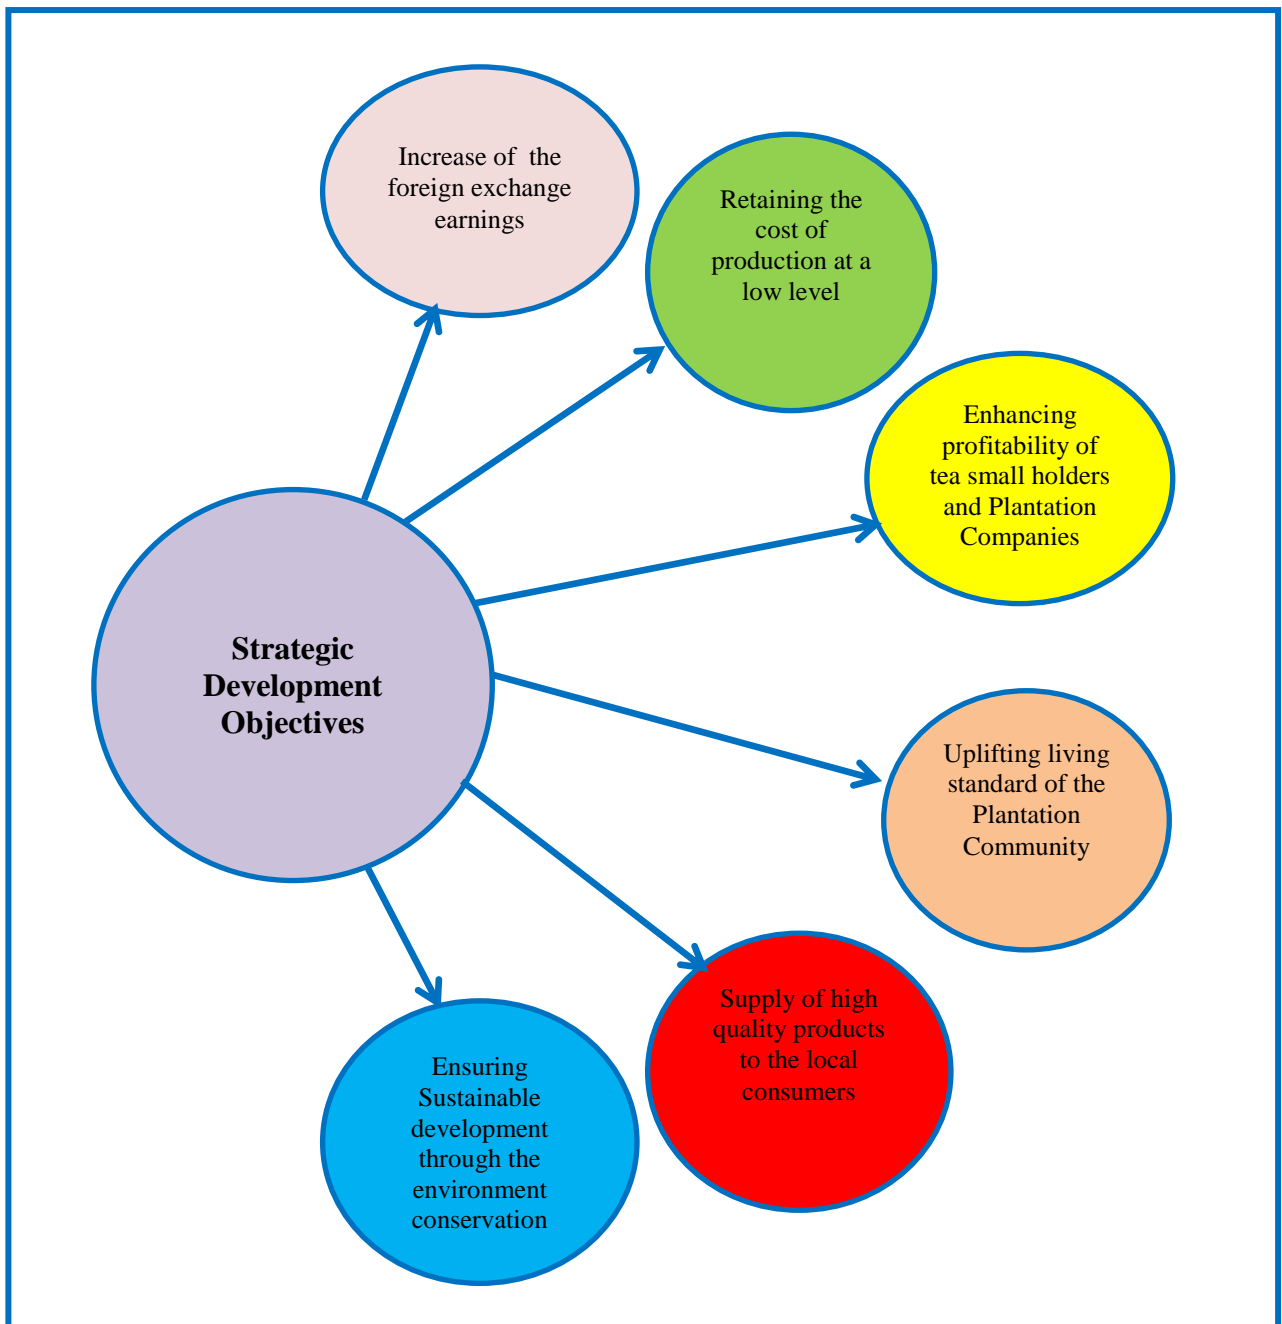 Increase of the
foreign exchange
earnings
Retaining the
cost of
production at a
low level
Enhancing
profitability of
tea small holders
and Plantation
Companies
Strategic
Development
Objectives
Uplifting living
standard of the
Plantation
Community
Supply of high
quality products
to the local
consumers
Ensuring
Sustainable
development
through the
environment
conservation